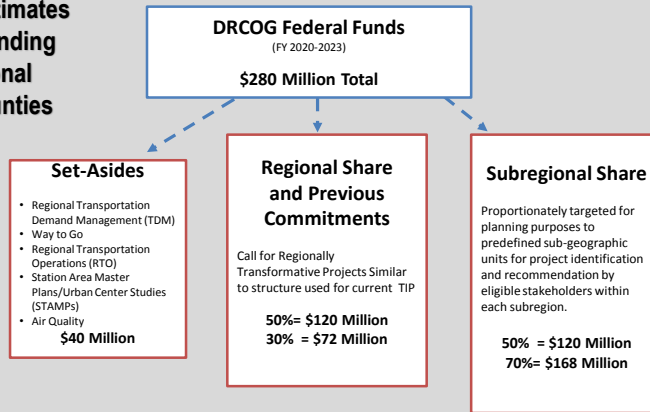 DRCOG Federal Funds
(FY 2020-2023)
$280 Million Total
Set-Asides
• Regional Transportation
Demand Management (TDM)
• Way to Go
• Regional Transportation
Operations (RTO)
• Station Area Master
Plans/Urban Center Studies
(STAMPs)
• Air Quality
$40 Million
Regional Share
and Previous
Commitments
Call for Regionally
Transformative Projects Similar
to structure used for current TIP
50%= $120 Million
30% = $72 Million
Subregional Share
Proportionately targeted for
planning purposes to
predefined sub-geographic
units for project identification
and recommendation by
eligible stakeholders within
each subregion.
50% = $120 Million
70%= $168 Million